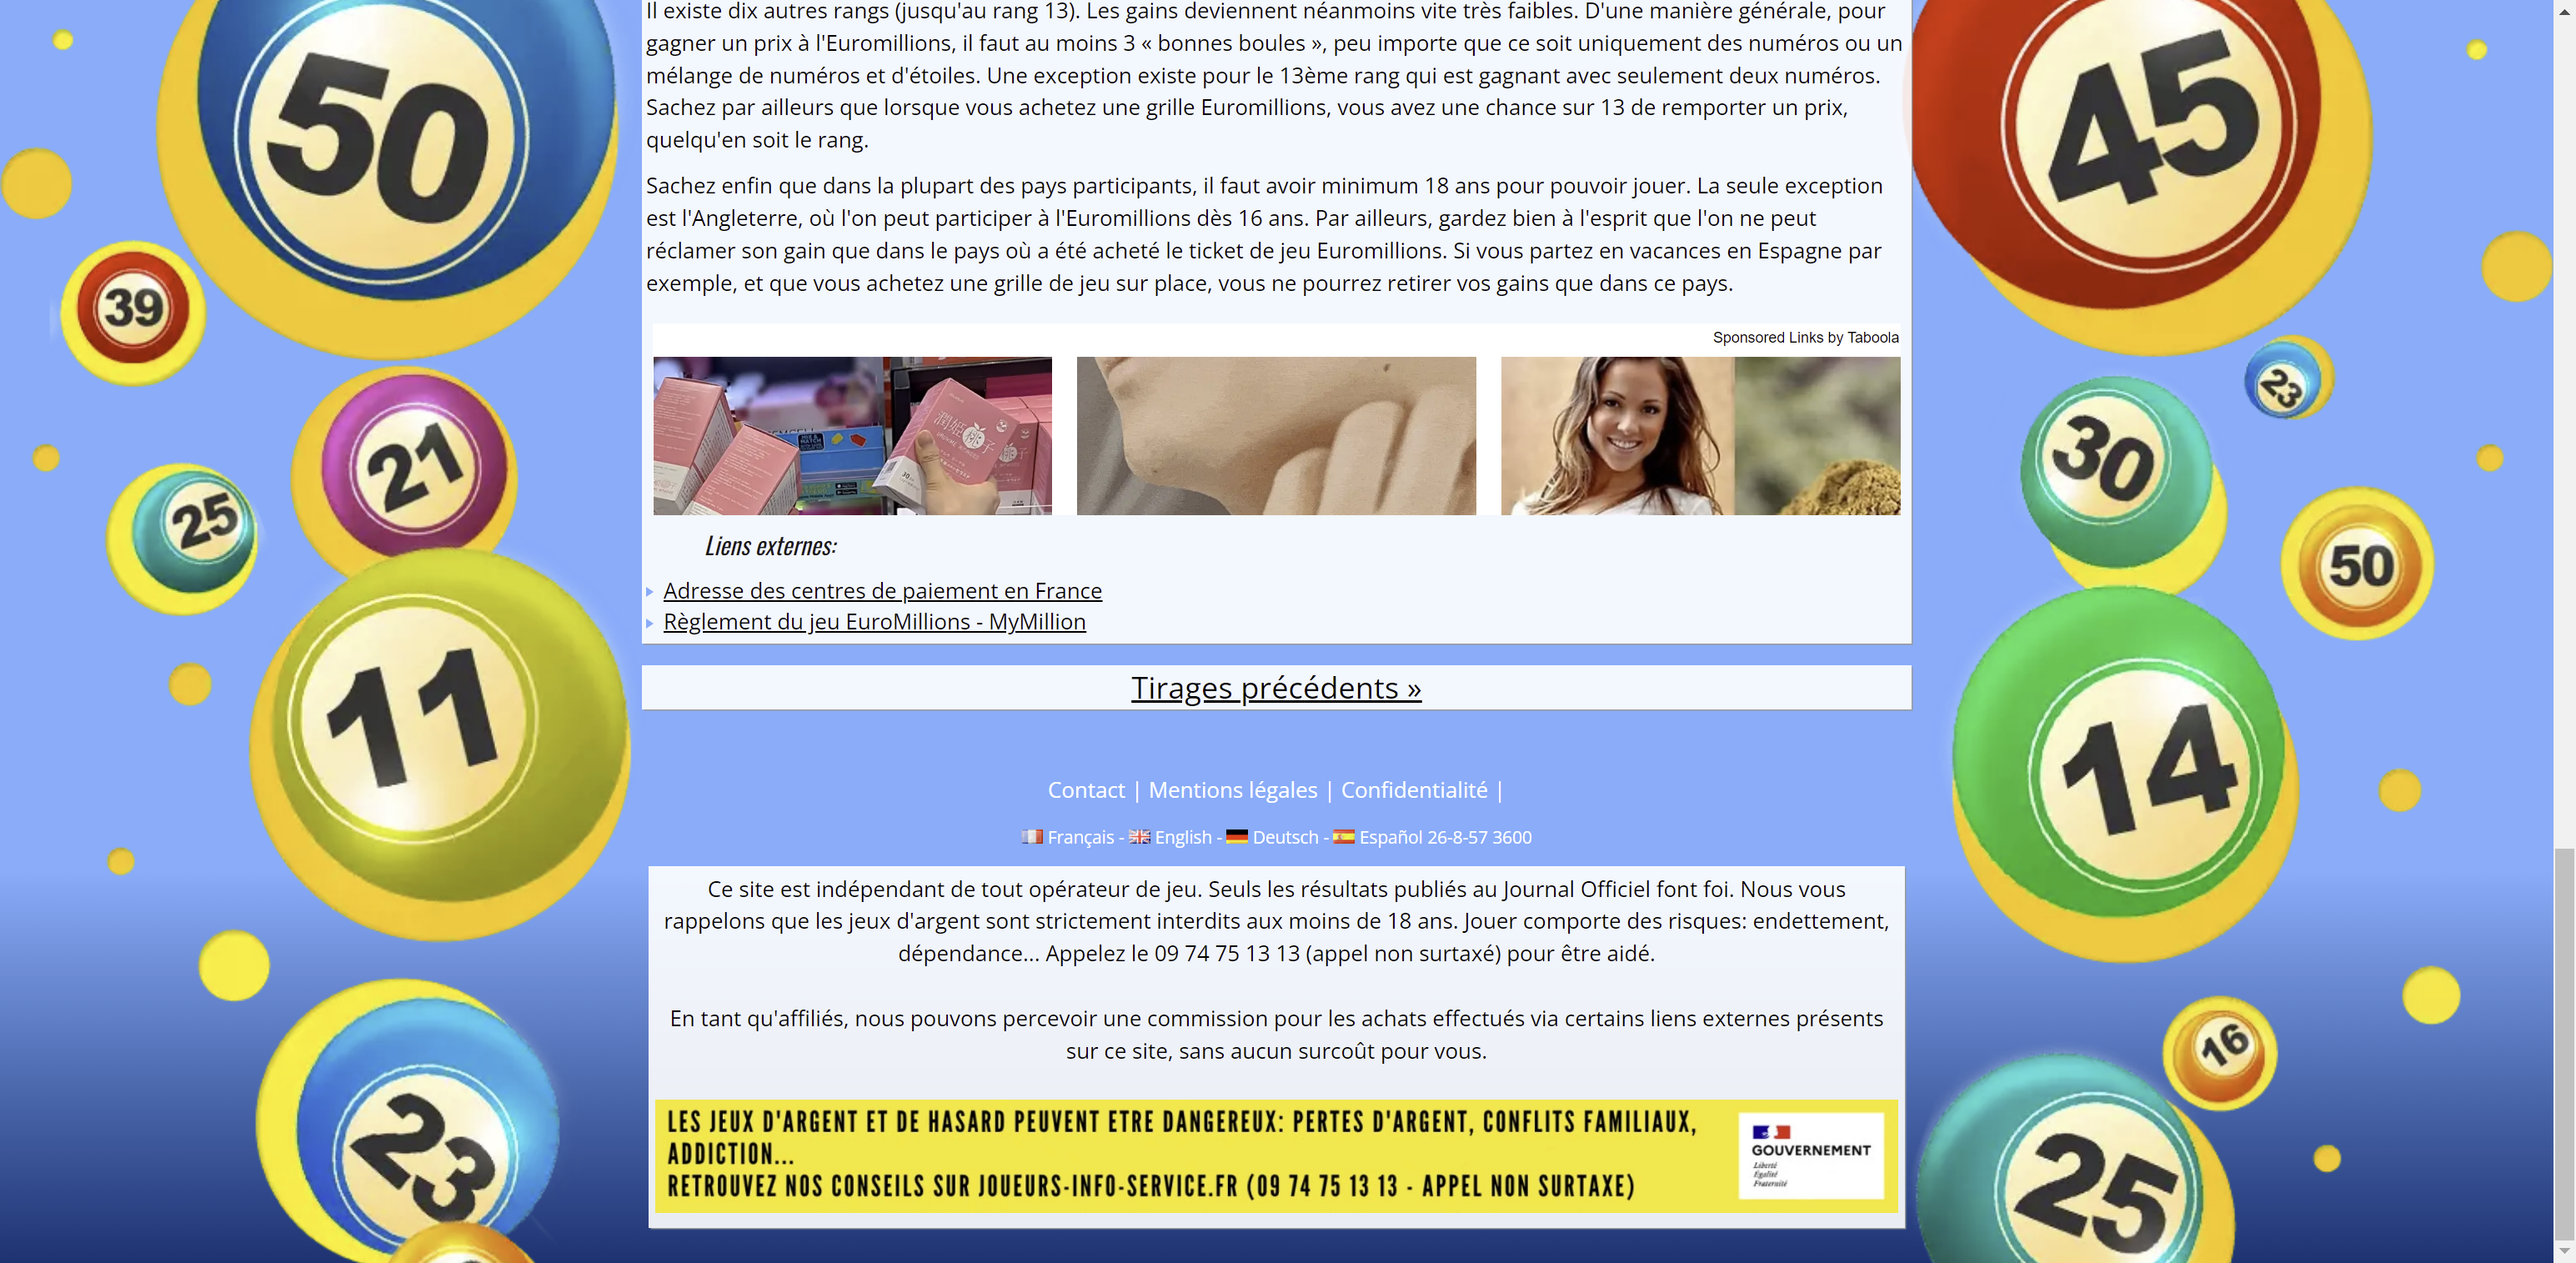 Il existe dix autres rangs (jusqu'au rang 13). Les gains deviennent néanmoins vite très faibles. D'une manière générale, pour
gagner un prix à l'Euromillions, il faut au moins 3 « bonnes boules », peu importe que ce soit uniquement des numéros ou un
mélange de numéros et d'étoiles. Une exception existe pour le 13ème rang qui est gagnant avec seulement deux numéros.
Sachez par ailleurs que lorsque vous achetez une grille Euromillions, vous avez une chance sur 13 de remporter un prix,
quelqu'en soit le rang.
Sachez enfin que dans la plupart des pays participants, il faut avoir minimum 18 ans pour pouvoir jouer. La seule exception
est l'Angleterre, où l'on peut participer à l'Euromillions dès 16 ans. Par ailleurs, gardez bien à l'esprit que l'on ne peut
réclamer son gain que dans le pays où a été acheté le ticket de jeu Euromillions. Si vous partez en vacances en Espagne par
exemple, et que vous achetez une grille de jeu sur place, vous ne pourrez retirer vos gains que dans ce pays.
Sponsored Links by Taboola
Liens externes:
Adresse des centres de paiement en France
Règlement du jeu EuroMillions - MyMillion
Tirages précédents »
Contact | Mentions légales | Confidentialité |
Français - English - Deutsch - Español 26-8-57 3600
Ce site est indépendant de tout opérateur de jeu. Seuls les résultats publiés au Journal Officiel font foi. Nous vous
rappelons que les jeux d'argent sont strictement interdits aux moins de 18 ans. Jouer comporte des risques: endettement,
dépendance... Appelez le 09 74 75 13 13 (appel non surtaxé) pour être aidé.
En tant qu'affiliés, nous pouvons percevoir une commission pour les achats effectués via certains liens externes présents
sur ce site, sans aucun surcoût pour vous.
LES JEUX D'ARGENT ET DE HASARD PEUVENT ETRE DANGEREUX: PERTES D'ARGENT, CONFLITS FAMILIAUX,
ADDICTION...
RETROUVEZ NOS CONSEILS SUR JOUEURS-INFO-SERVICE.FR (09 74 75 13 13 - APPEL NON SURTAXE)
GOUVERNEMENT
Liberté
Égalité
Fraternité
50
39
21
25
11
23
45
23
30
50
14
16
25